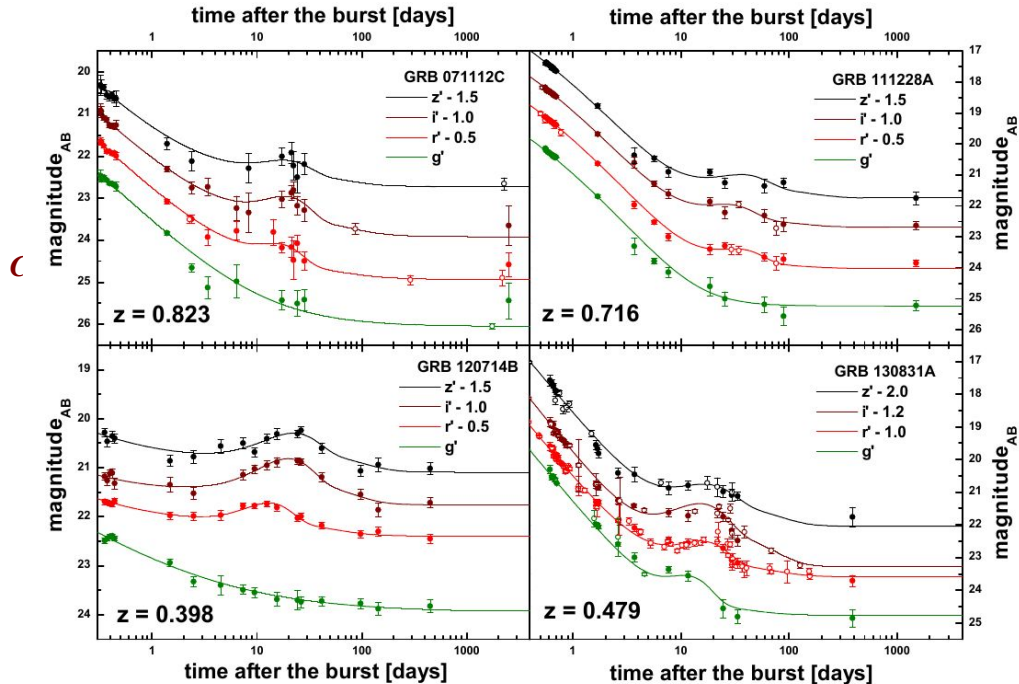 time after the burst [days]
time after the burst [days]
1 10 100 1000
1 10 100 1000
magnitude_AB
20
21
22
23
24
25
26
GRB 071112C
z' - 1.5
i' - 1.0
r' - 0.5
g'
z = 0.823
GRB 111228A
z' - 1.5
i' - 1.0
r' - 0.5
g'
z = 0.716
17
18
19
20
21
22
23
24
25
26
magnitude_AB
C
magnitude_AB
19
20
21
22
23
24
GRB 120714B
z' - 1.5
i' - 1.0
r' - 0.5
g'
z = 0.398
GRB 130831A
z' - 2.0
i' - 1.2
r' - 1.0
g'
z = 0.479
17
18
19
20
21
22
23
24
25
magnitude_AB
1 10 100 1000
1 10 100 1000
time after the burst [days]
time after the burst [days]